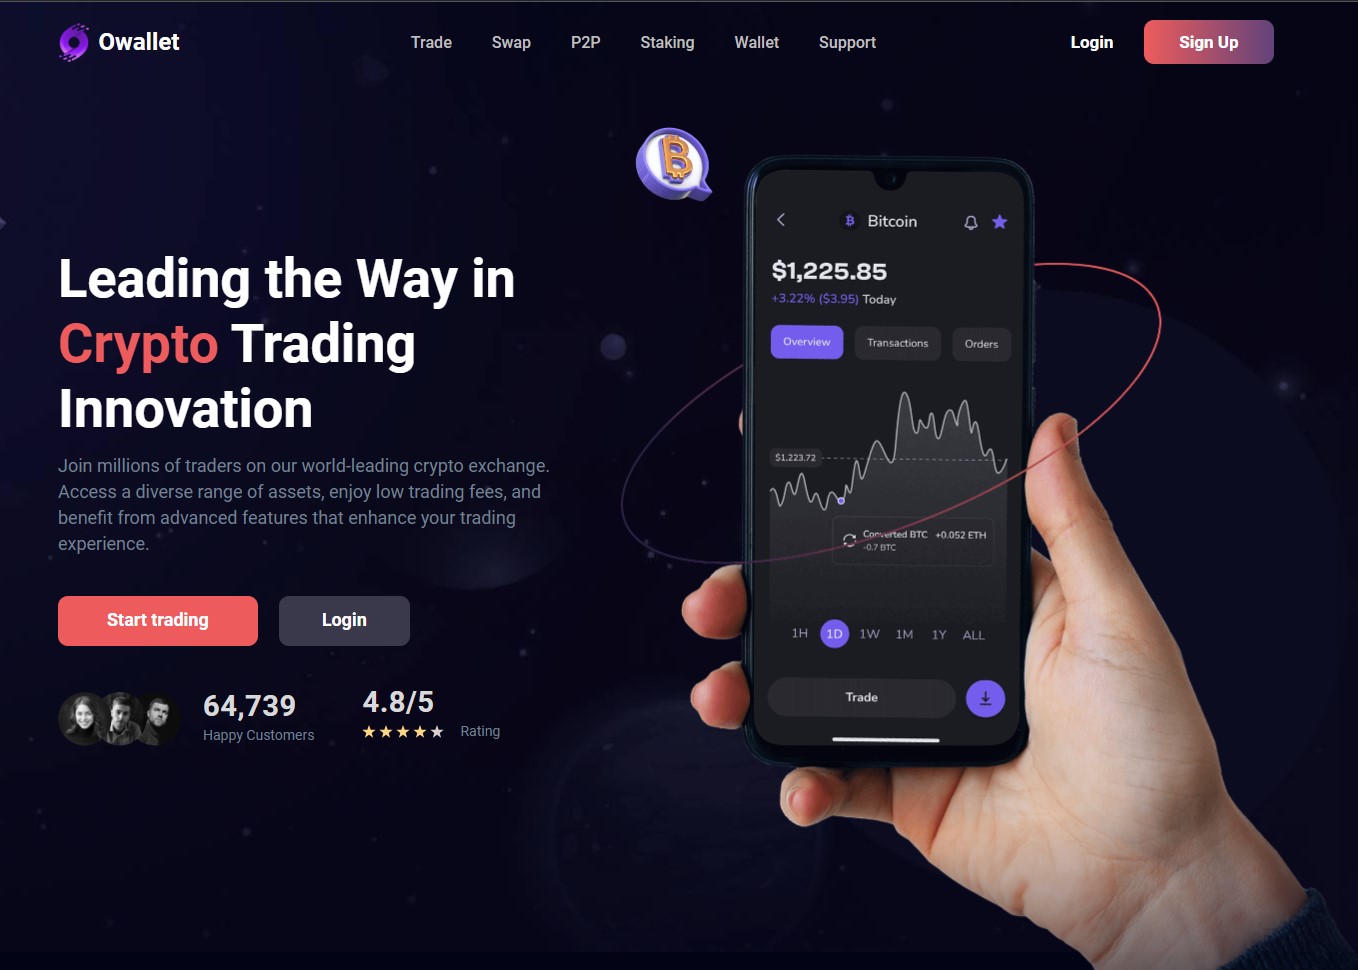 Owallet
Trade Swap P2P Staking Wallet Support
Login
Sign Up
Leading the Way in
Crypto Trading
Innovation
Join millions of traders on our world-leading crypto exchange.
Access a diverse range of assets, enjoy low trading fees, and
benefit from advanced features that enhance your trading
experience.
Start trading
Login
64,739
Happy Customers
4.8/5
Rating
Bitcoin
$1,225.85
+3.22% ($3.95) Today
Overview Transactions Orders
$1,223.72
Converted BTC +0.052 ETH
-0.7 BTC
1H 1D 1W 1M 1Y ALL
Trade